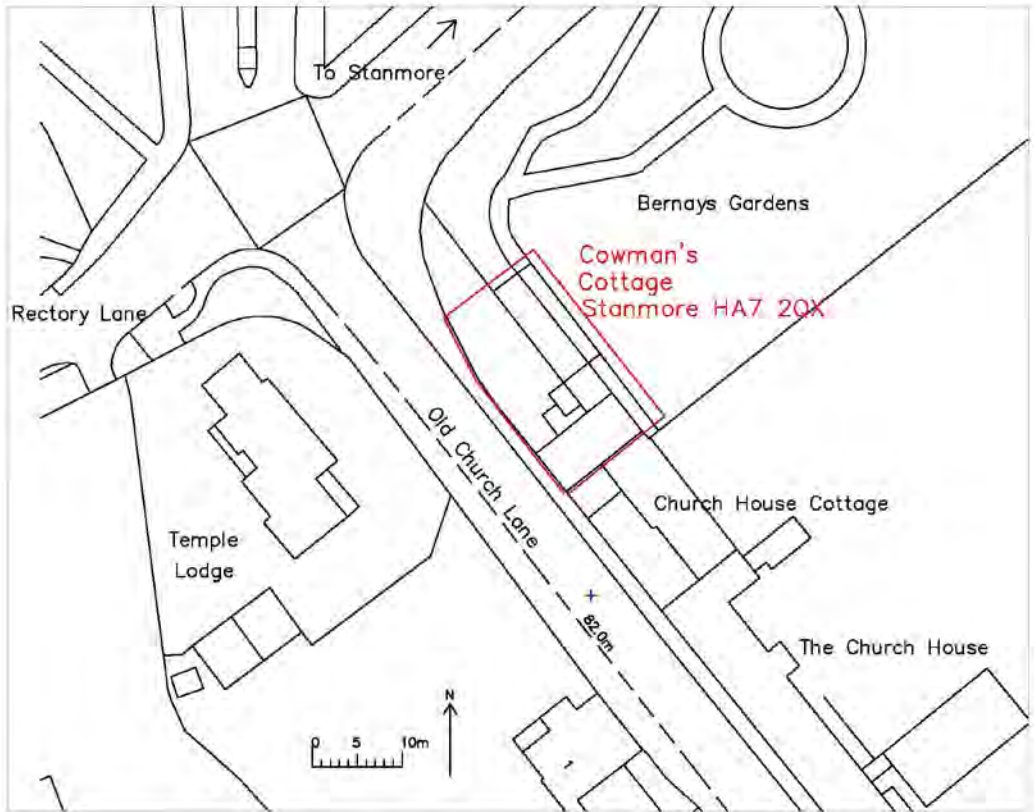 To Stanmore
Bernays Gardens
Cowman's
Cottage
Stanmore HA7 2QX
Rectory Lane
Old Church Lane
Church House Cottage
Temple
Lodge
82.0m
The Church House
N
0 5 10m
1